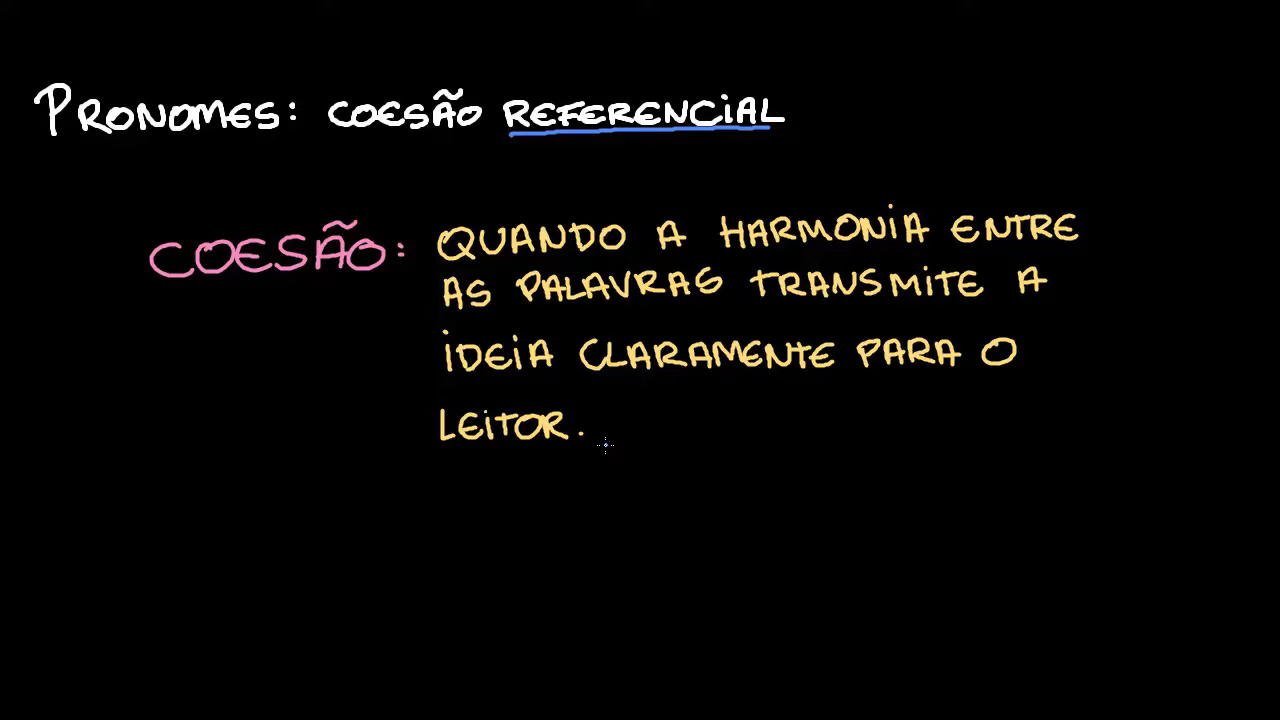 PRONOMES: COESÃO REFERENCIAL
COESÃO: QUANDO A HARMONIA ENTRE
AS PALAVRAS TRANSMITE A
IDEIA CLARAMENTE PARA O
LEITOR.